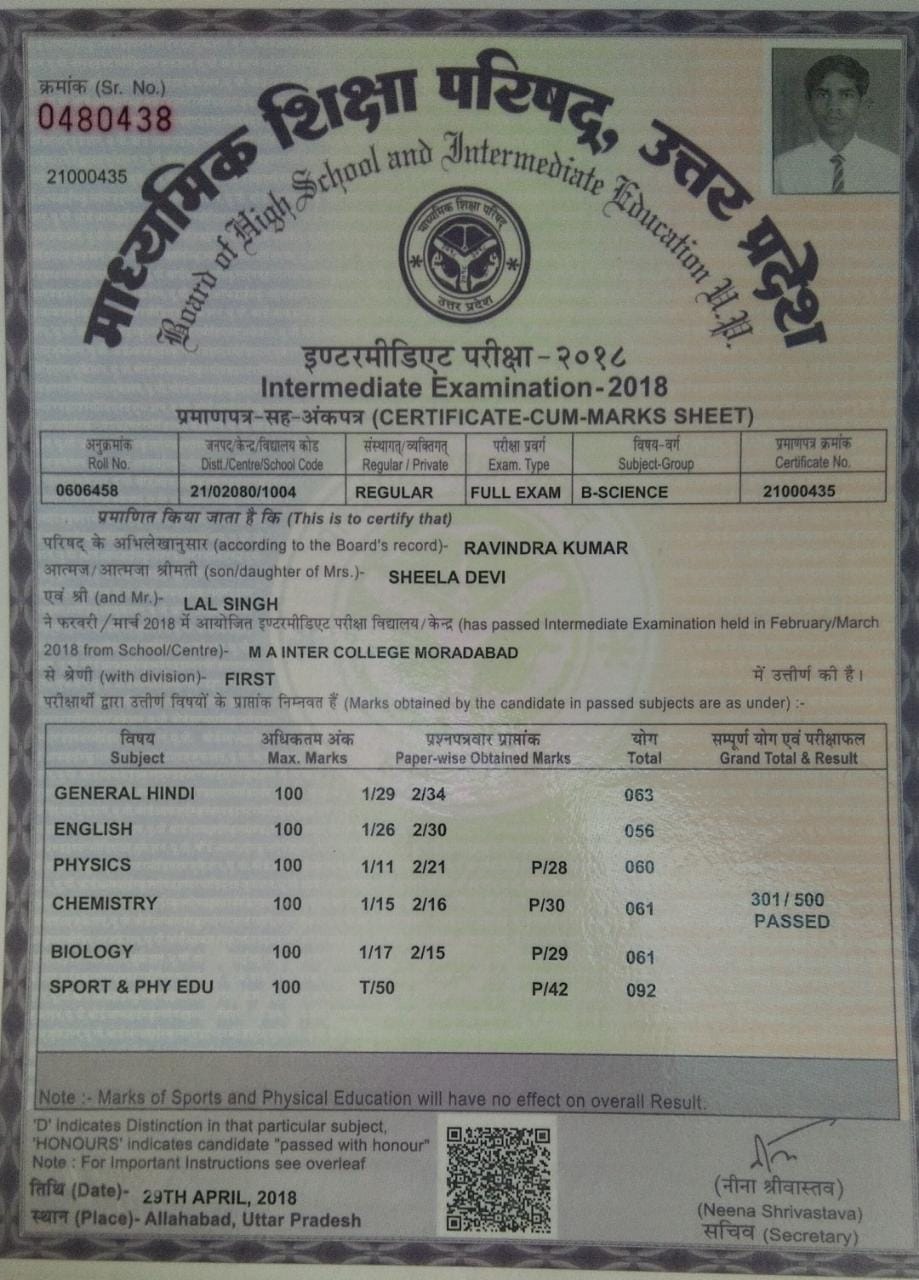 क्रमांक (Sr. No.)
0480438
21000435
माध्यमिक शिक्षा परिषद्, उत्तर प्रदेश
Board of High School and Intermediate Education U.P.
माध्यमिक शिक्षा परिषद
उत्तर प्रदेश
इण्टरमीडिएट परीक्षा - २०१८
Intermediate Examination-2018
प्रमाणपत्र-सह-अंकपत्र (CERTIFICATE-CUM-MARKS SHEET)
अनुक्रमांक जनपद/केन्द्र/विद्यालय कोड संस्थागत/व्यक्तिगत् परीक्षा प्रवर्ग विषय-वर्ग प्रमाणपत्र क्रमांक
Roll No. Distt./Centre/School Code Regular / Private Exam. Type Subject-Group Certificate No.
0606458 21/02080/1004 REGULAR FULL EXAM B-SCIENCE 21000435
प्रमाणित किया जाता है कि (This is to certify that)
परिषद् के अभिलेखानुसार (according to the Board's record)- RAVINDRA KUMAR
आत्मज/आत्मजा श्रीमती (son/daughter of Mrs.)- SHEELA DEVI
एवं श्री (and Mr.)- LAL SINGH
ने फरवरी/मार्च 2018 में आयोजित इण्टरमीडिएट परीक्षा विद्यालय/केन्द्र (has passed Intermediate Examination held in February/March
2018 from School/Centre)- M A INTER COLLEGE MORADABAD
से श्रेणी (with division)- FIRST में उत्तीर्ण की है।
परीक्षार्थी द्वारा उत्तीर्ण विषयों के प्राप्तांक निम्नवत हैं (Marks obtained by the candidate in passed subjects are as under) :-
विषय अधिकतम अंक प्रश्नपत्रवार प्राप्तांक योग सम्पूर्ण योग एवं परीक्षाफल
Subject Max. Marks Paper-wise Obtained Marks Total Grand Total & Result
GENERAL HINDI 100 1/29 2/34 063
ENGLISH 100 1/26 2/30 056
PHYSICS 100 1/11 2/21 P/28 060
CHEMISTRY 100 1/15 2/16 P/30 061 301/500
PASSED
BIOLOGY 100 1/17 2/15 P/29 061
SPORT & PHY EDU 100 T/50 P/42 092
Note :- Marks of Sports and Physical Education will have no effect on overall Result.
'D' indicates Distinction in that particular subject,
'HONOURS' indicates candidate "passed with honour"
Note : For Important Instructions see overleaf
तिथि (Date)- 29TH APRIL, 2018
स्थान (Place)- Allahabad, Uttar Pradesh
(नीना श्रीवास्तव)
(Neena Shrivastava)
सचिव (Secretary)